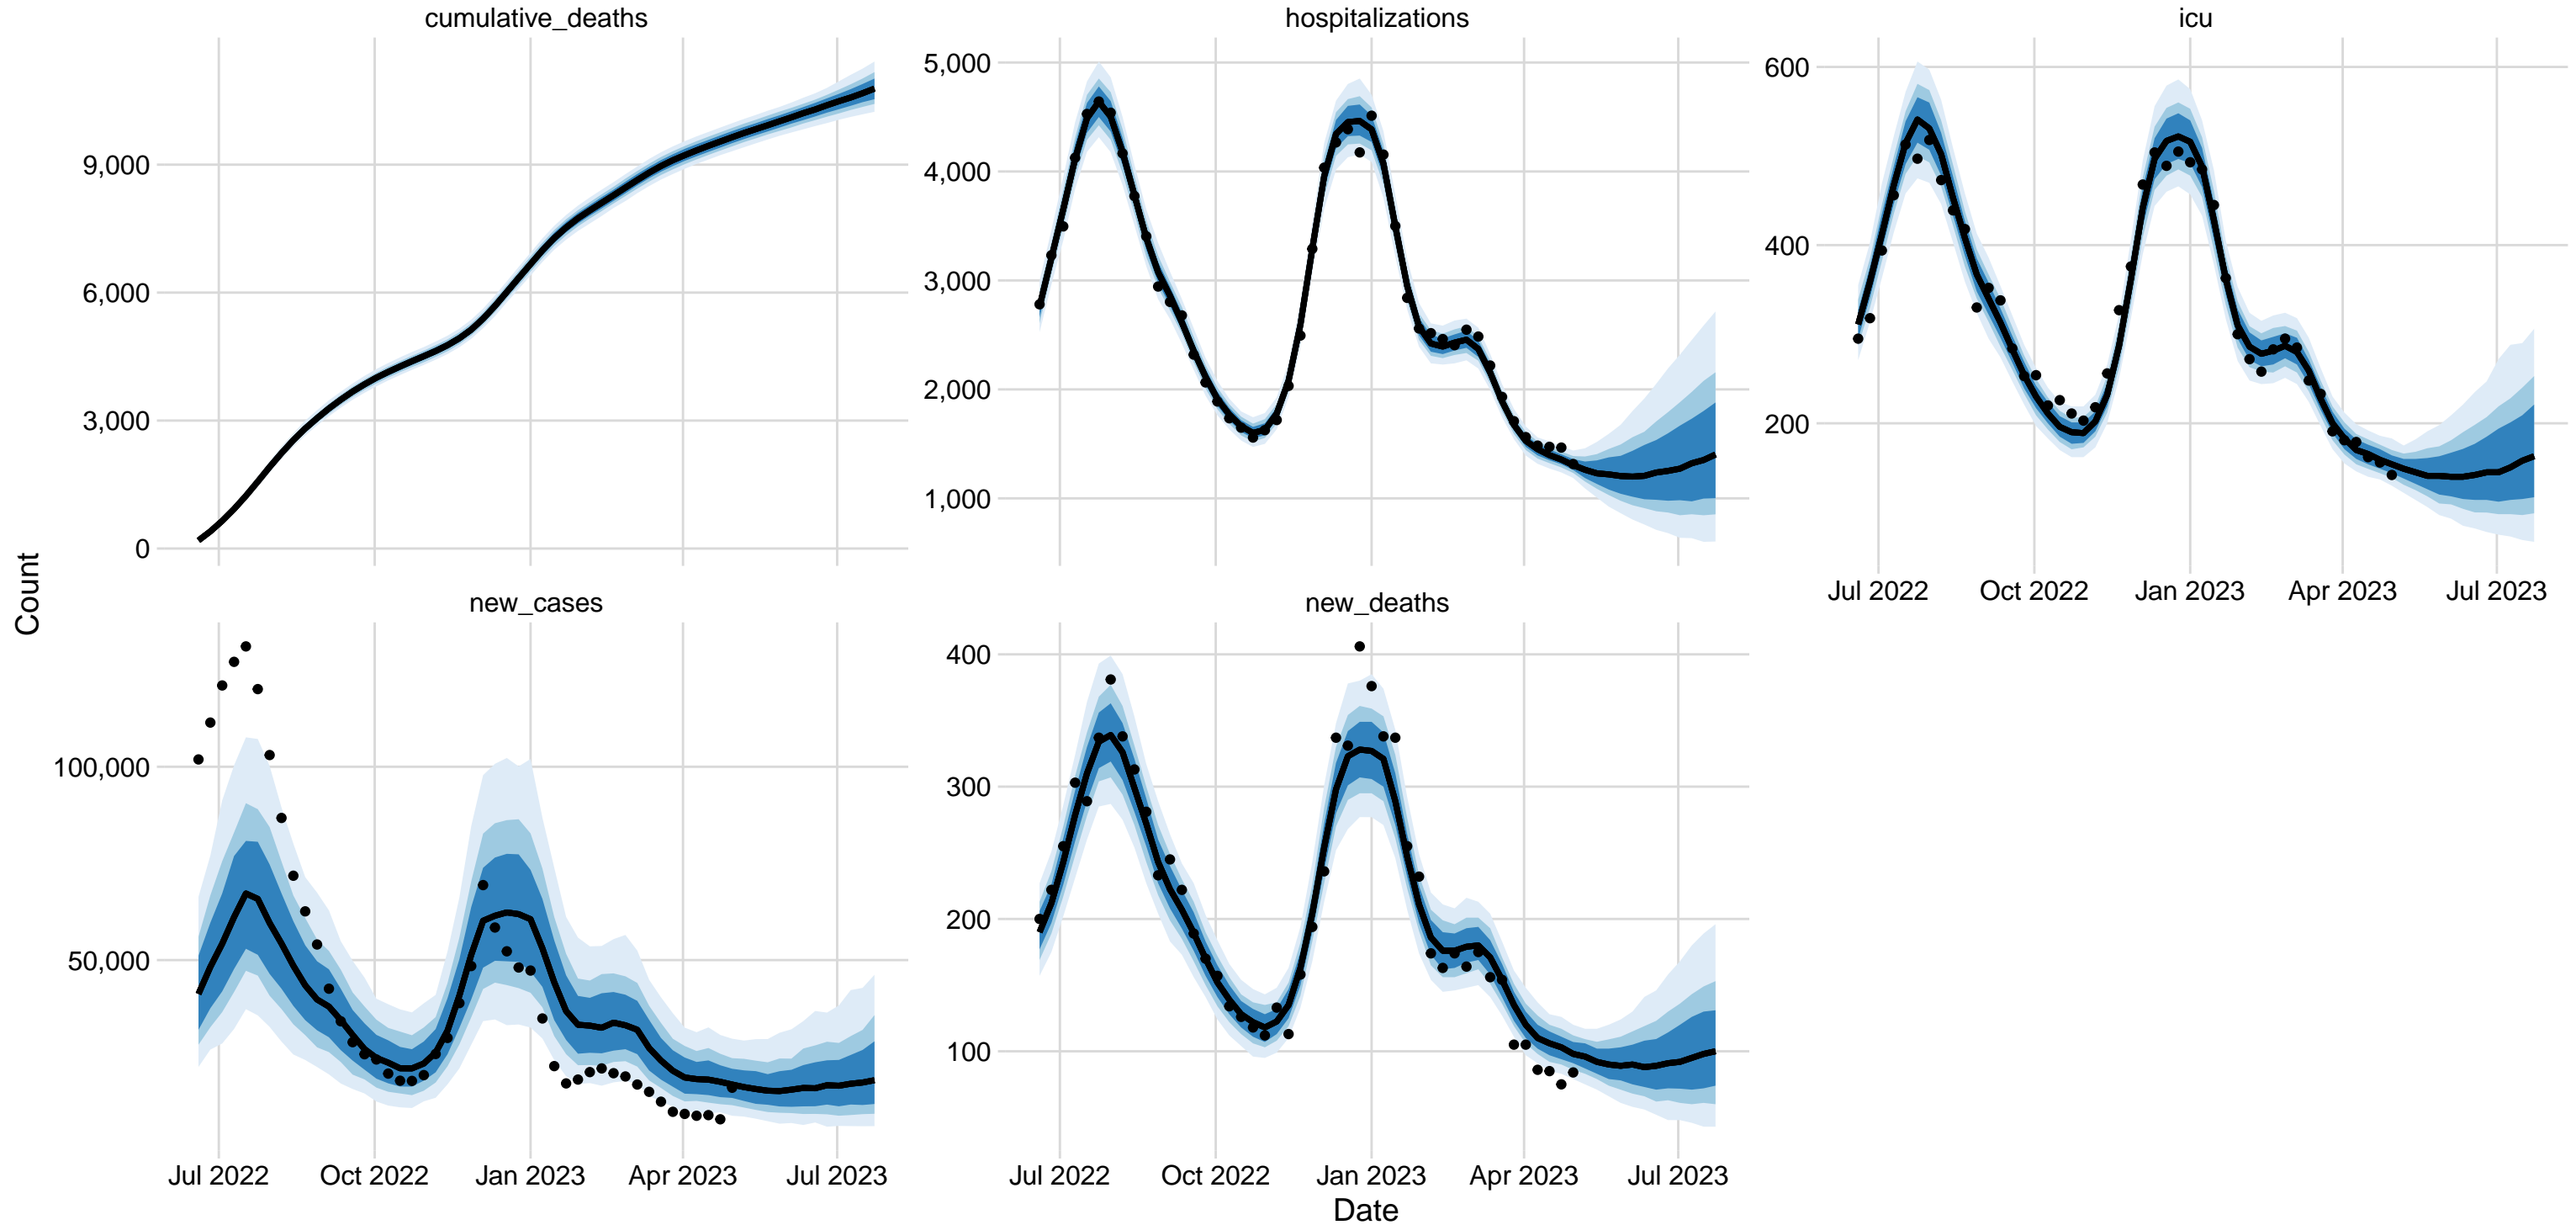 cumulative_deaths
hospitalizations
icu
9,000
6,000
3,000
0
5,000
4,000
3,000
2,000
1,000
600
400
200
Jul 2022 Oct 2022 Jan 2023 Apr 2023 Jul 2023
Count
new_cases
new_deaths
100,000
50,000
400
300
200
100
Jul 2022 Oct 2022 Jan 2023 Apr 2023 Jul 2023
Jul 2022 Oct 2022 Jan 2023 Apr 2023 Jul 2023
Date